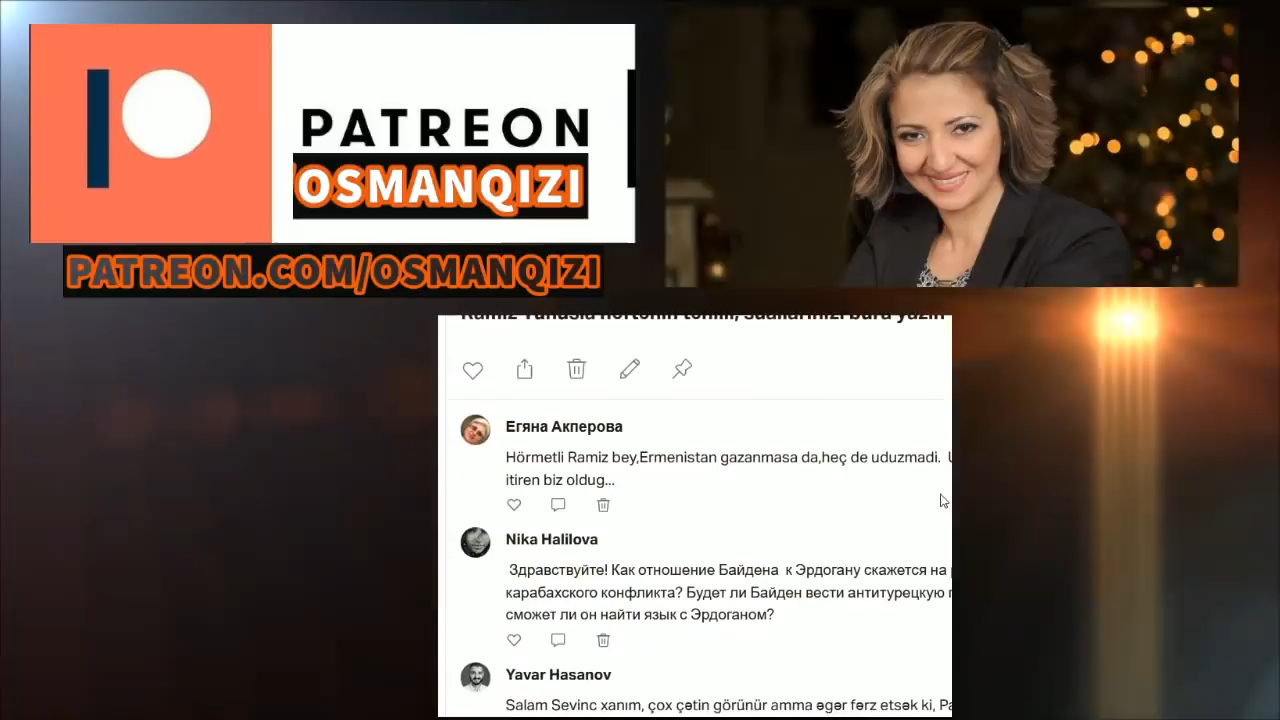 PATREON
/OSMANQIZI
PATREON.COM/OSMANQIZI
Егяна Акперова
Hörmetli Ramiz bey,Ermenistan gazanmasa da,heç de uduzmadi.
itiren biz oldug...
Nika Halilova
Здравствуйте! Как отношение Байдена к Эрдогану скажется на
карабахского конфликта? Будет ли Байден вести антитурецкую
сможет ли он найти язык с Эрдоганом?
Yavar Hasanov
Salam Sevinc xanım, çox çətin görünür amma əgər fərz etsək ki,